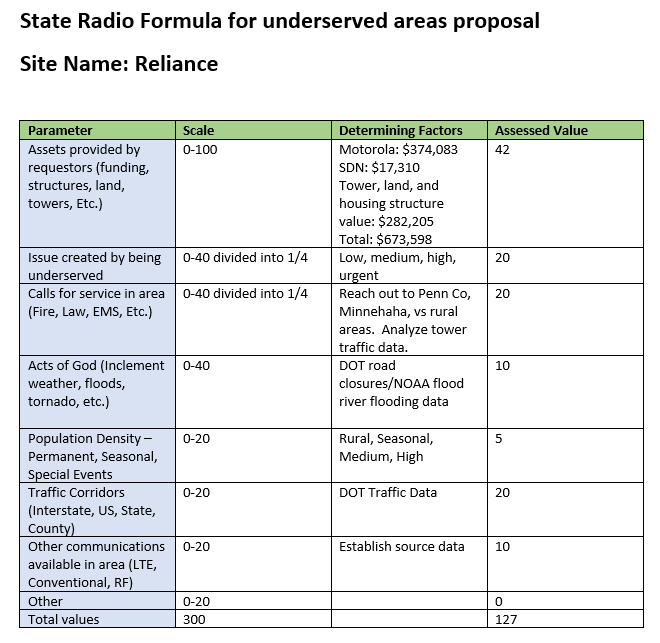 State Radio Formula for underserved areas proposal
Site Name: Reliance
Parameter Scale Determining Factors Assessed Value
Assets provided by
requestors (funding,
structures, land,
towers, Etc.)
0-100
Motorola: $374,083
SDN: $17,310
Tower, land, and
housing structure
value: $282,205
Total: $673,598
42
Issue created by being
underserved
0-40 divided into 1/4
Low, medium, high,
urgent
20
Calls for service in area
(Fire, Law, EMS, Etc.)
0-40 divided into 1/4
Reach out to Penn Co,
Minnehaha, vs rural
areas.  Analyze tower
traffic data.
20
Acts of God (Inclement
weather, floods,
tornado, etc.)
0-40
DOT road
closures/NOAA flood
river flooding data
10
Population Density –
Permanent, Seasonal,
Special Events
0-20
Rural, Seasonal,
Medium, High
5
Traffic Corridors
(Interstate, US, State,
County)
0-20
DOT Traffic Data
20
Other communications
available in area (LTE,
Conventional, RF)
0-20
Establish source data
10
Other 0-20 0
Total values 300 127